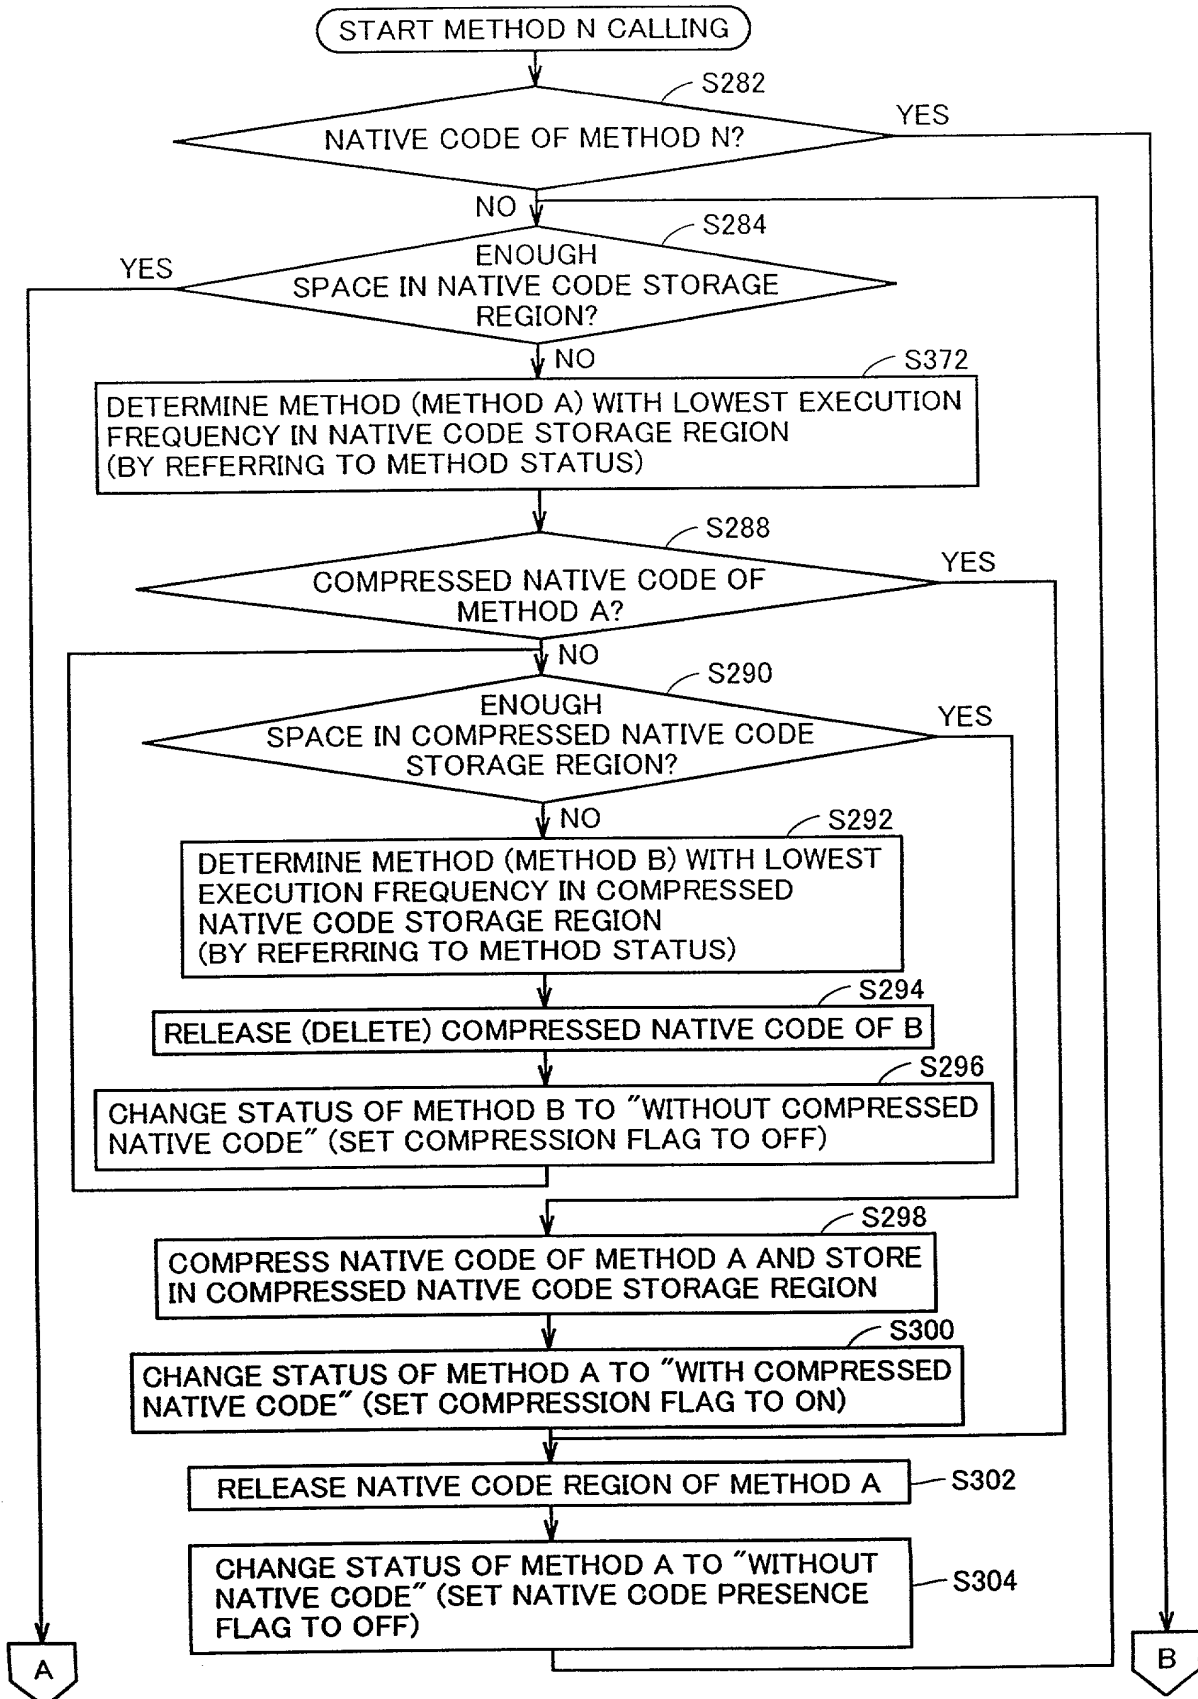 START METHOD N CALLING
S282
YES
NATIVE CODE OF METHOD N?
NO
S284
YES
ENOUGH
SPACE IN NATIVE CODE STORAGE
REGION?
NO
S372
DETERMINE METHOD (METHOD A) WITH LOWEST EXECUTION
FREQUENCY IN NATIVE CODE STORAGE REGION
(BY REFERRING TO METHOD STATUS)
S288
YES
COMPRESSED NATIVE CODE OF
METHOD A?
NO
S290
YES
ENOUGH
SPACE IN COMPRESSED NATIVE CODE
STORAGE REGION?
NO
S292
DETERMINE METHOD (METHOD B) WITH LOWEST
EXECUTION FREQUENCY IN COMPRESSED
NATIVE CODE STORAGE REGION
(BY REFERRING TO METHOD STATUS)
S294
RELEASE (DELETE) COMPRESSED NATIVE CODE OF B
S296
CHANGE STATUS OF METHOD B TO "WITHOUT COMPRESSED
NATIVE CODE" (SET COMPRESSION FLAG TO OFF)
S298
COMPRESS NATIVE CODE OF METHOD A AND STORE
IN COMPRESSED NATIVE CODE STORAGE REGION
S300
CHANGE STATUS OF METHOD A TO "WITH COMPRESSED
NATIVE CODE" (SET COMPRESSION FLAG TO ON)
RELEASE NATIVE CODE REGION OF METHOD A
S302
CHANGE STATUS OF METHOD A TO "WITHOUT
NATIVE CODE" (SET NATIVE CODE PRESENCE
FLAG TO OFF)
S304
A
B